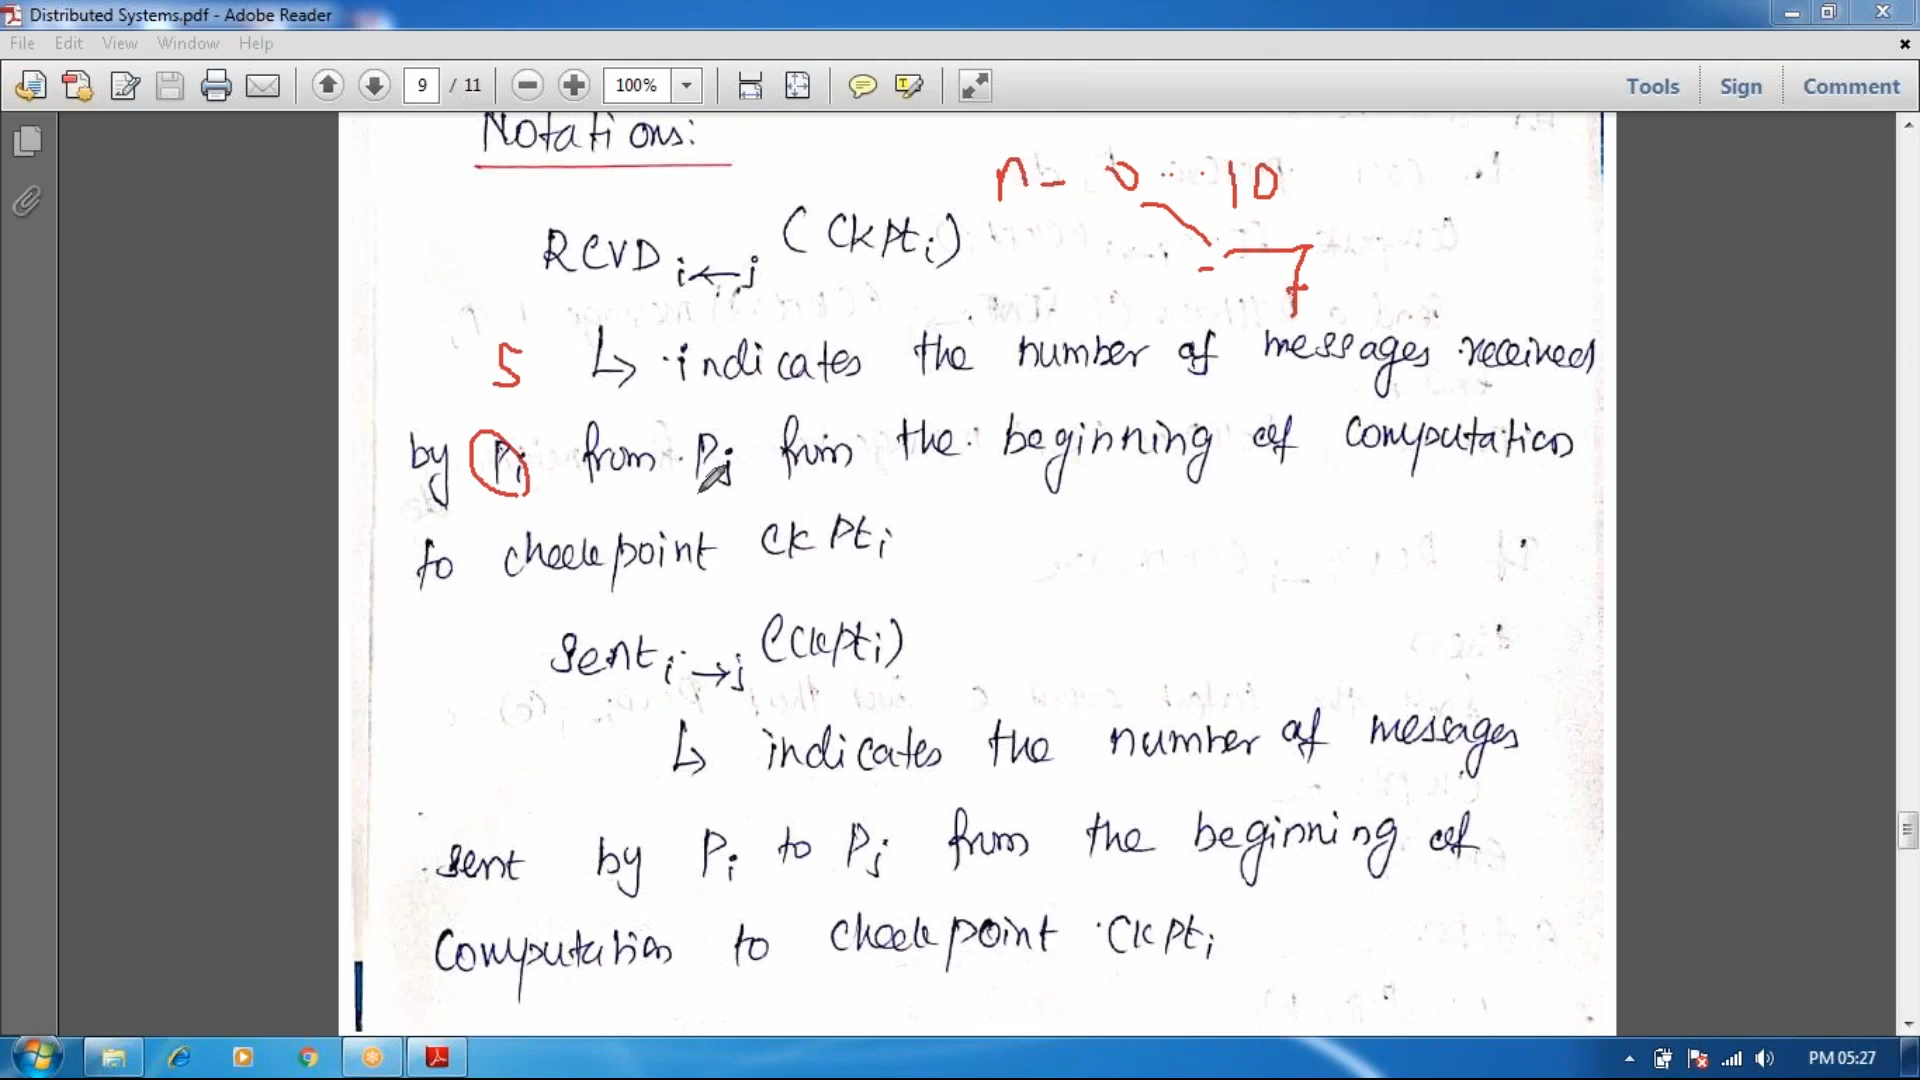 Distributed Systems.pdf - Adobe Reader
File Edit View Window Help
9 / 11 100% Tools Sign Comment
Notations:
n - 0 .. - 10
RCVD i←j (CkPti)
7
5 ↳ indicates the number of messages received
by Pi from Pj from the beginning of computation
to checkpoint CKPti
Sent i→j (CkPti)
↳ indicates the number of messages
sent by Pi to Pj from the beginning of
Computation to checkpoint CKPti
PM 05:27